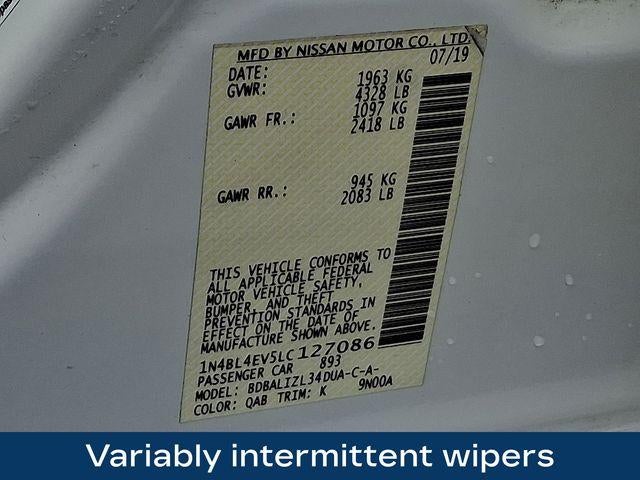 MFD BY NISSAN MOTOR CO., LTD
DATE: 07/19
GVWR: 1963 KG
4328 LB
GAWR FR.: 1097 KG
2418 LB
GAWR RR.: 945 KG
2083 LB
THIS VEHICLE CONFORMS TO
ALL APPLICABLE FEDERAL
MOTOR VEHICLE SAFETY,
BUMPER, AND THEFT
PREVENTION STANDARDS IN
EFFECT ON THE DATE OF
MANUFACTURE SHOWN ABOVE.
1N4BL4EV5LC127086
PASSENGER CAR 893
MODEL: BDBALIZL34DUA-C-A-
COLOR: QAB TRIM: K 9N00A
Variably intermittent wipers